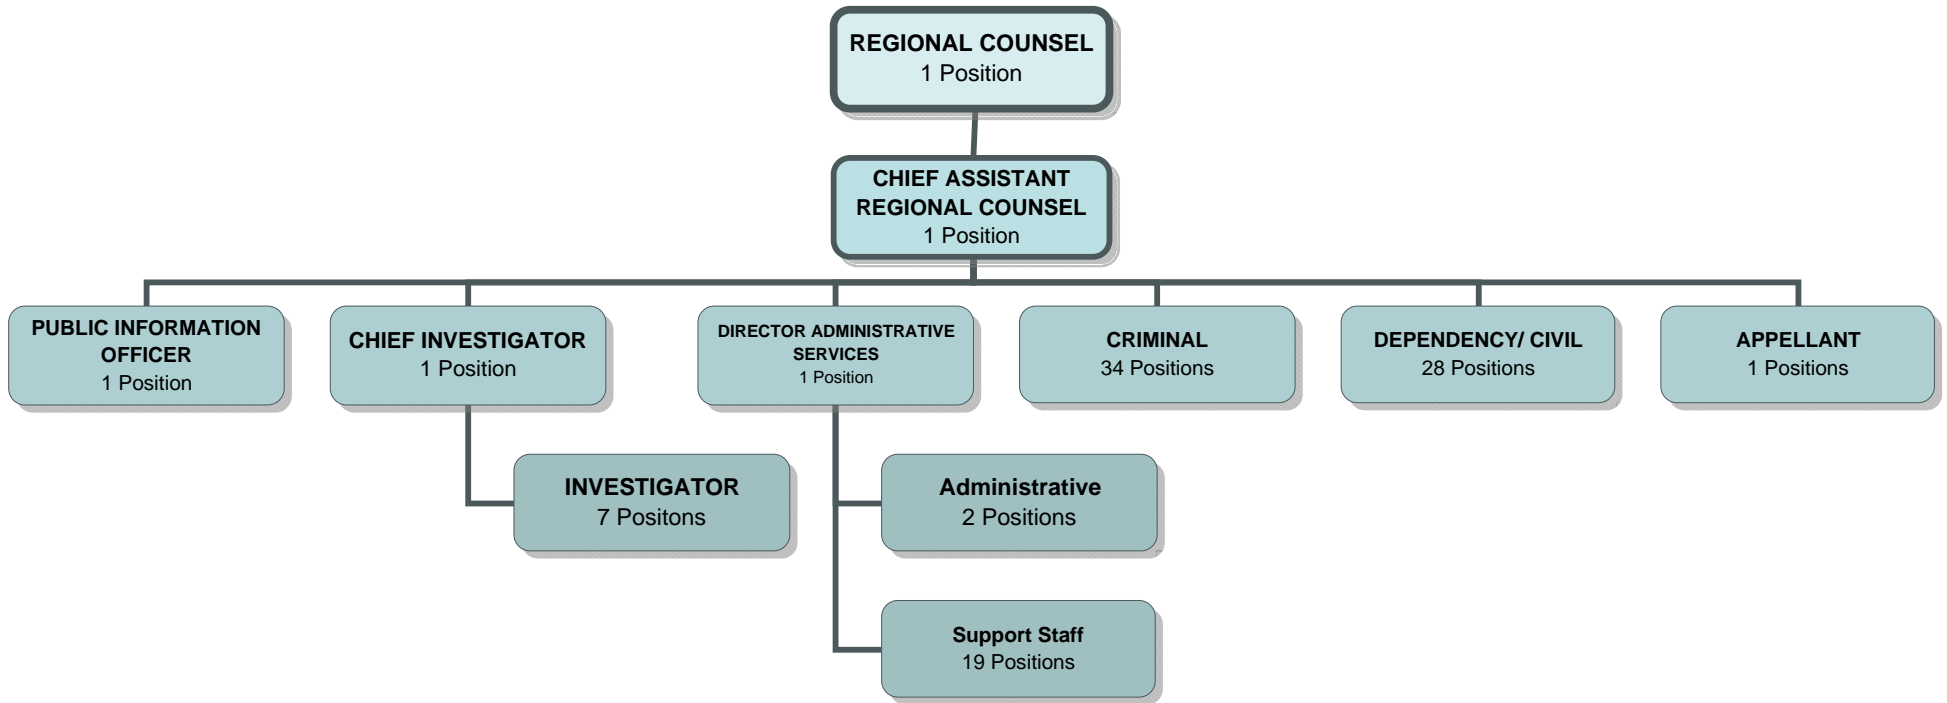 REGIONAL COUNSEL
1 Position
CHIEF ASSISTANT
REGIONAL COUNSEL
1 Position
PUBLIC INFORMATION
OFFICER
1 Position
CHIEF INVESTIGATOR
1 Position
DIRECTOR ADMINISTRATIVE
SERVICES
1 Position
CRIMINAL
34 Positions
DEPENDENCY/ CIVIL
28 Positions
APPELLANT
1 Positions
INVESTIGATOR
7 Positons
Administrative
2 Positions
Support Staff
19 Positions